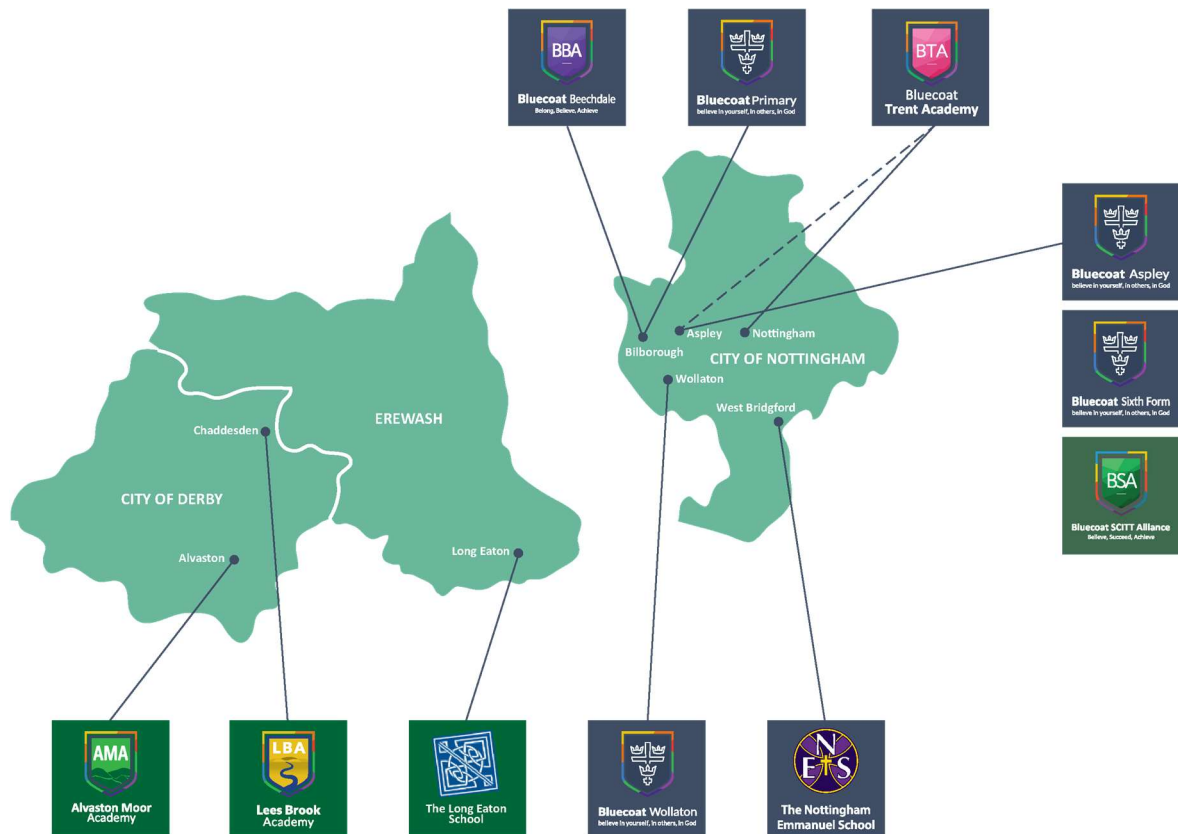 BBA
Bluecoat Beechdale
Belong, Believe, Achieve
Bluecoat Primary
believe in yourself, in others, in God
BTA
Bluecoat
Trent Academy
Bluecoat Aspley
believe in yourself, in others, in God
Bluecoat Sixth Form
believe in yourself, in others, in God
BSA
Bluecoat SCITT Alliance
Believe, Succeed, Achieve
Aspley
Nottingham
Bilborough
CITY OF NOTTINGHAM
Wollaton
West Bridgford
EREWASH
Chaddesden
CITY OF DERBY
Long Eaton
Alvaston
AMA
Alvaston Moor
Academy
LBA
Lees Brook
Academy
The Long Eaton
School
Bluecoat Wollaton
believe in yourself, in others, in God
N
E S
The Nottingham
Emmanuel School